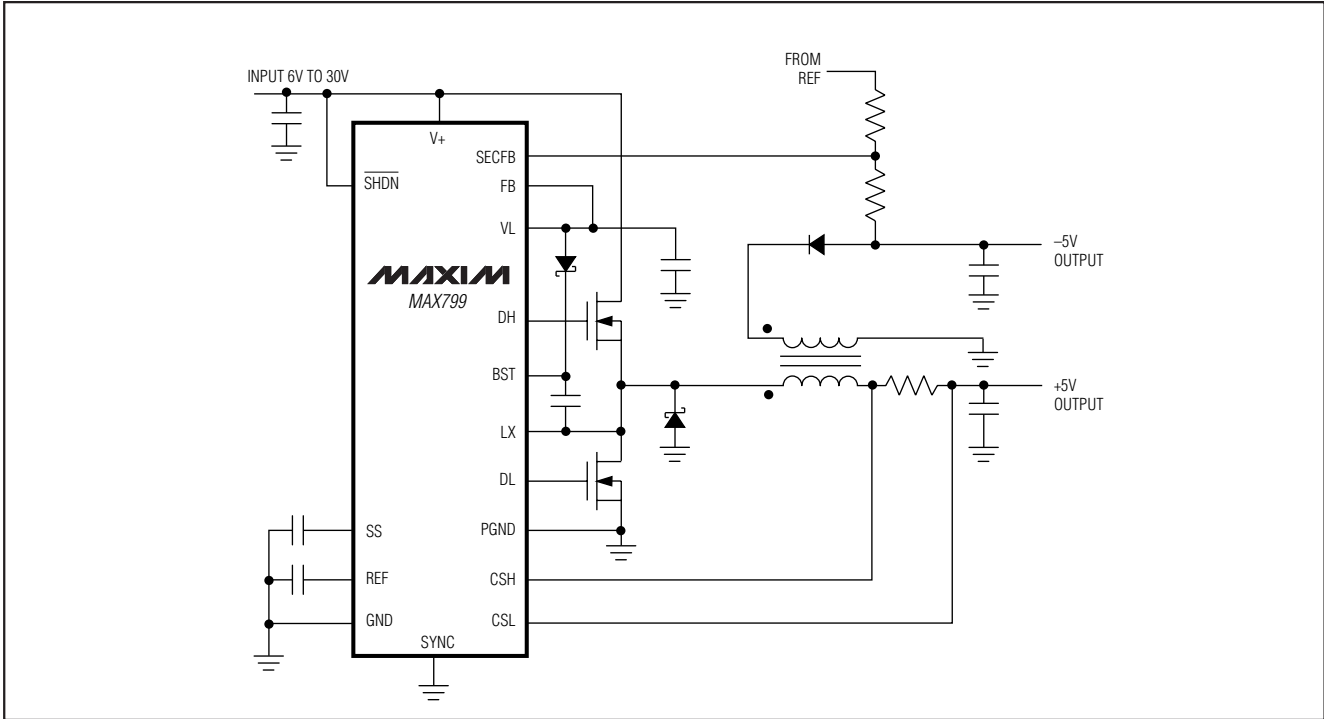 INPUT 6V TO 30V
FROM
REF
V+
SECFB
SHDN
FB
VL
–5V
OUTPUT
MAXIM
MAX799
DH
BST
+5V
OUTPUT
LX
DL
SS
PGND
REF
CSH
GND
CSL
SYNC